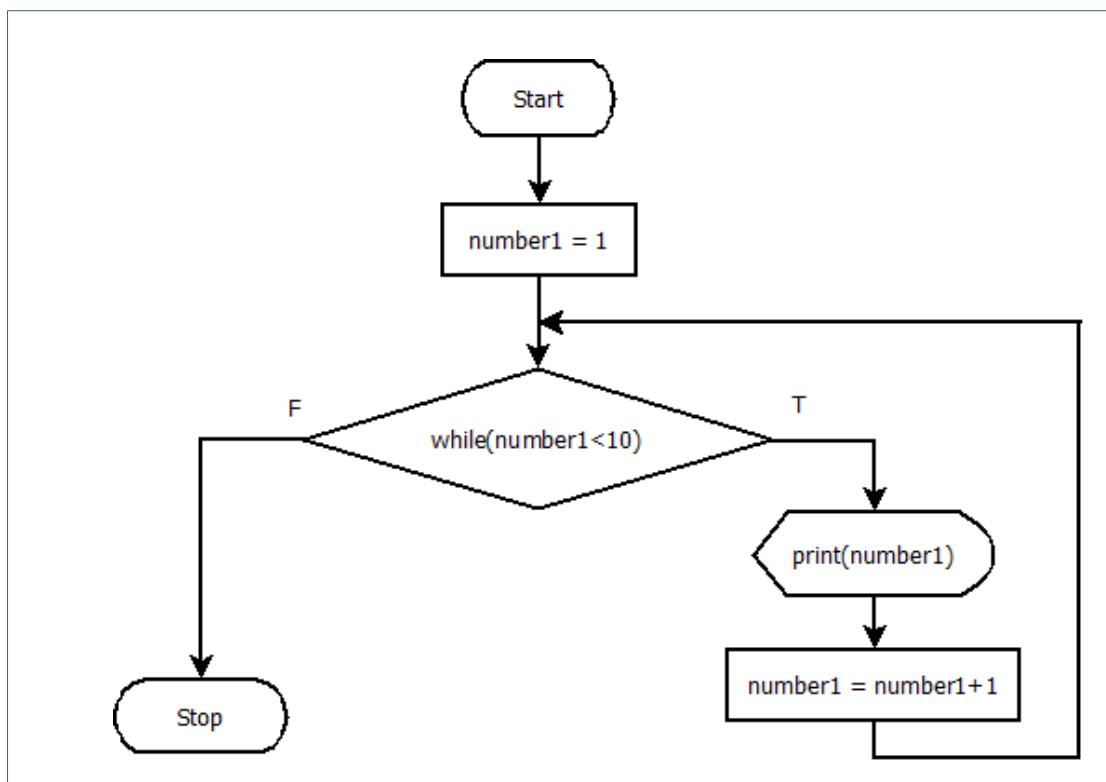 Start
number1 = 1
F
T
while(number1<10)
print(number1)
number1 = number1+1
Stop